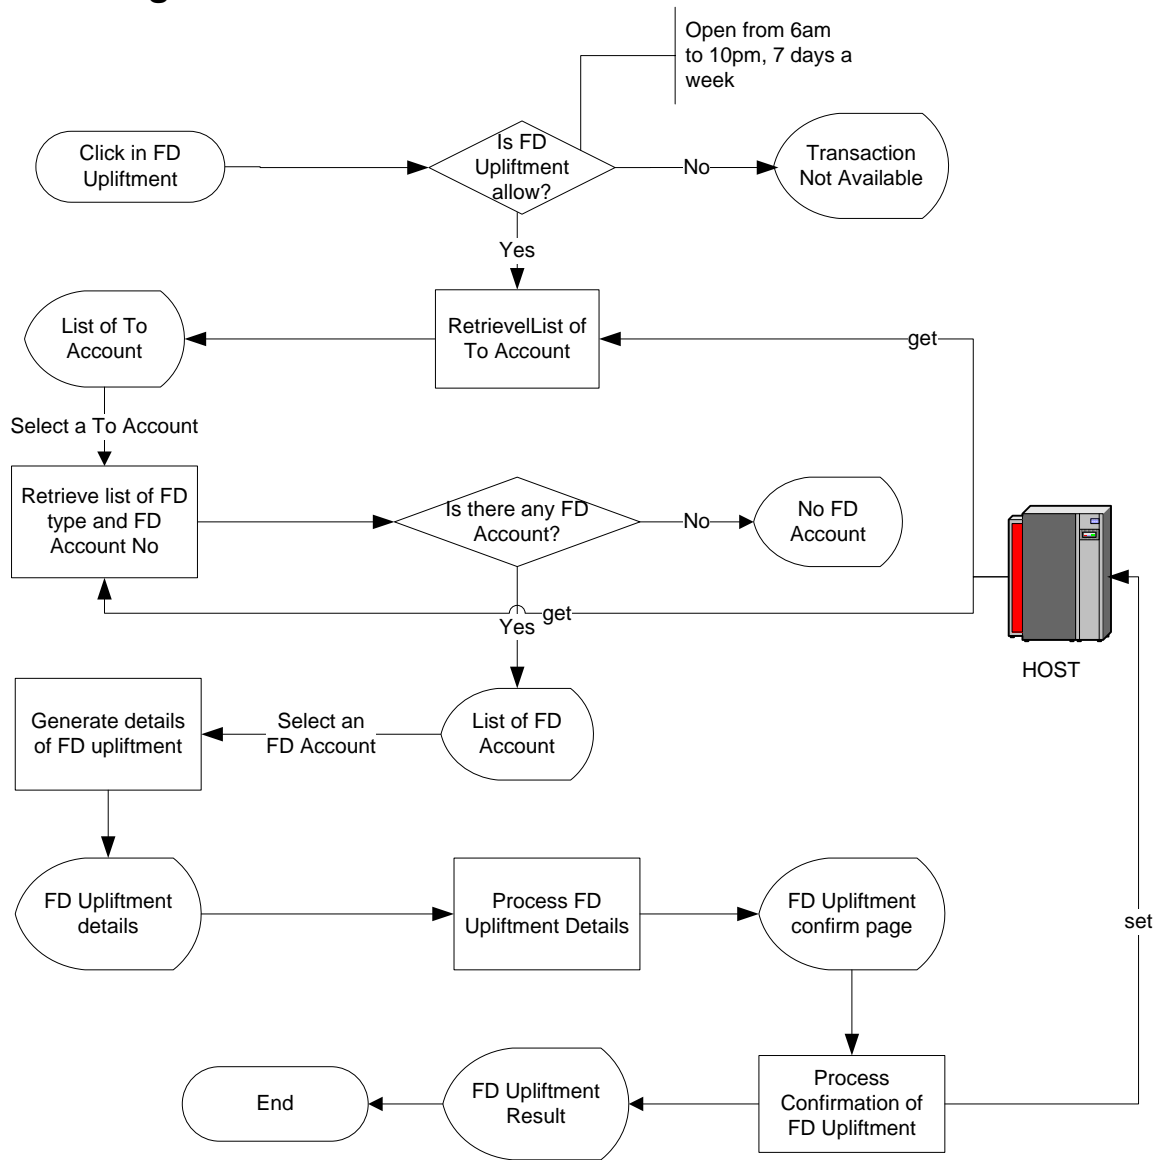 Open from 6am
to 10pm, 7 days a
week
Click in FD
Upliftment
Is FD
Upliftment
allow?
No
Transaction
Not Available
Yes
List of To
Account
RetrievelList of
To Account
get
Select a To Account
Retrieve list of FD
type and FD
Account No
Is there any FD
Account?
No
No FD
Account
get
Yes
HOST
Generate details
of FD upliftment
Select an
FD Account
List of FD
Account
FD Upliftment
details
Process FD
Upliftment Details
FD Upliftment
confirm page
set
End
FD Upliftment
Result
Process
Confirmation of
FD Upliftment